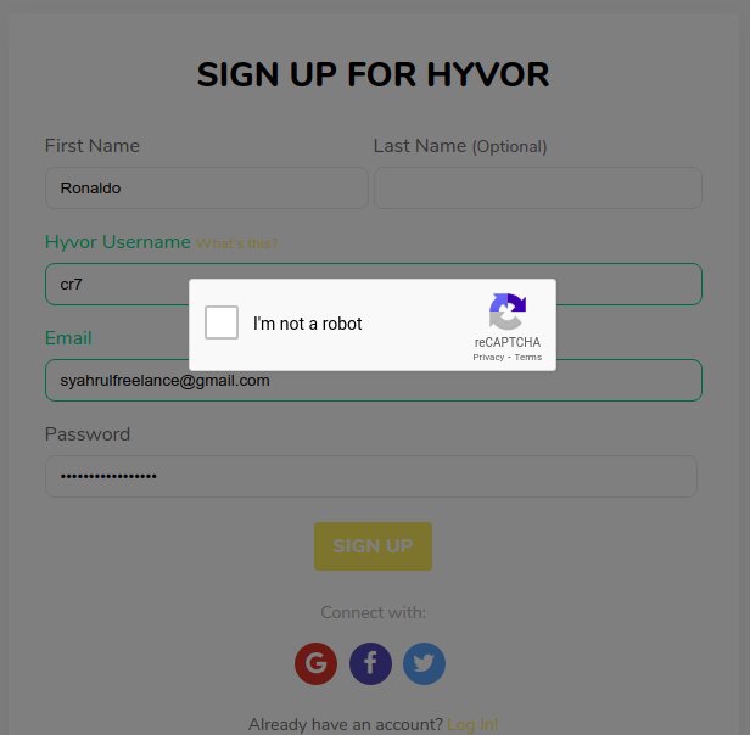 SIGN UP FOR HYVOR
First Name
Last Name (Optional)
Ronaldo
Hyvor Username What's this?
cr7
I'm not a robot
reCAPTCHA
Privacy - Terms
Email
syahrulfreelance@gmail.com
Password
•••••••••••••••••
SIGN UP
Connect with:
G f
Already have an account? Log In!